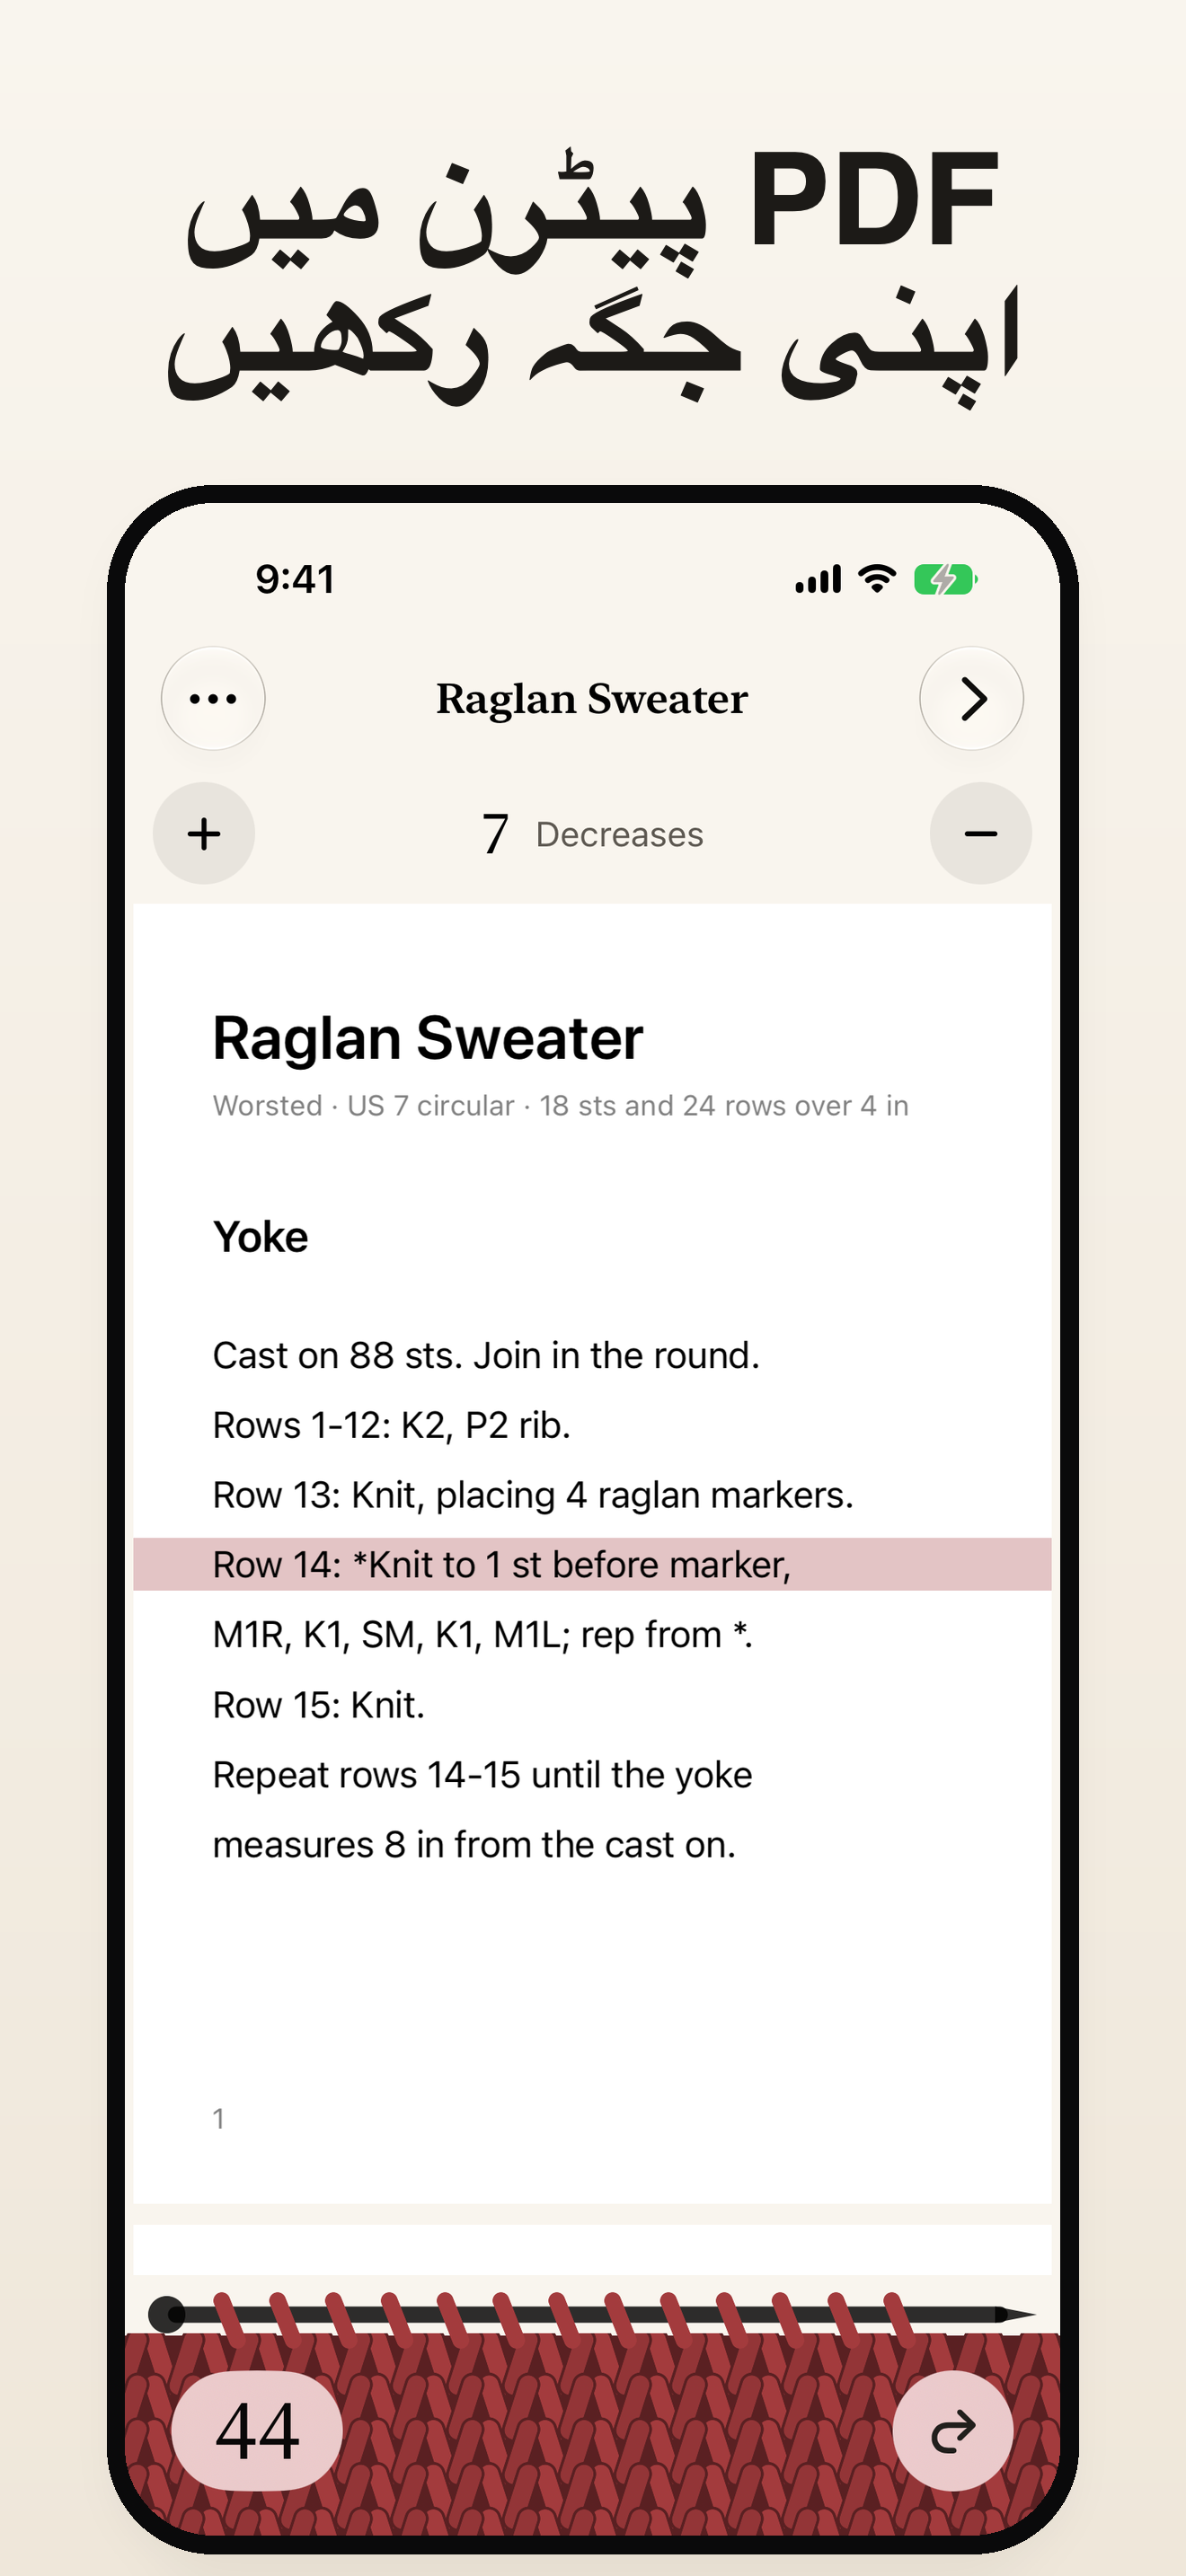 PDF پیٹرن میں
اپنی جگہ رکھیں
9:41
Raglan Sweater
7 Decreases
Raglan Sweater
Worsted · US 7 circular · 18 sts and 24 rows over 4 in
Yoke
Cast on 88 sts. Join in the round.
Rows 1-12: K2, P2 rib.
Row 13: Knit, placing 4 raglan markers.
Row 14: *Knit to 1 st before marker,
M1R, K1, SM, K1, M1L; rep from *.
Row 15: Knit.
Repeat rows 14-15 until the yoke
measures 8 in from the cast on.
1
44